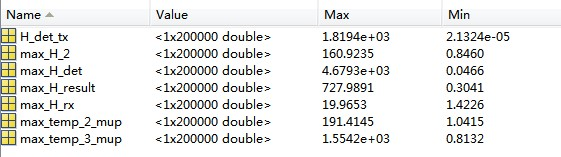 Name Value Max Min
H_det_tx <1x200000 double> 1.8194e+03 2.1324e-05
max_H_2 <1x200000 double> 160.9235 0.8460
max_H_det <1x200000 double> 4.6793e+03 0.0466
max_H_result <1x200000 double> 727.9891 0.3041
max_H_rx <1x200000 double> 19.9653 1.4226
max_temp_2_mup <1x200000 double> 191.4145 1.0415
max_temp_3_mup <1x200000 double> 1.5542e+03 0.8132